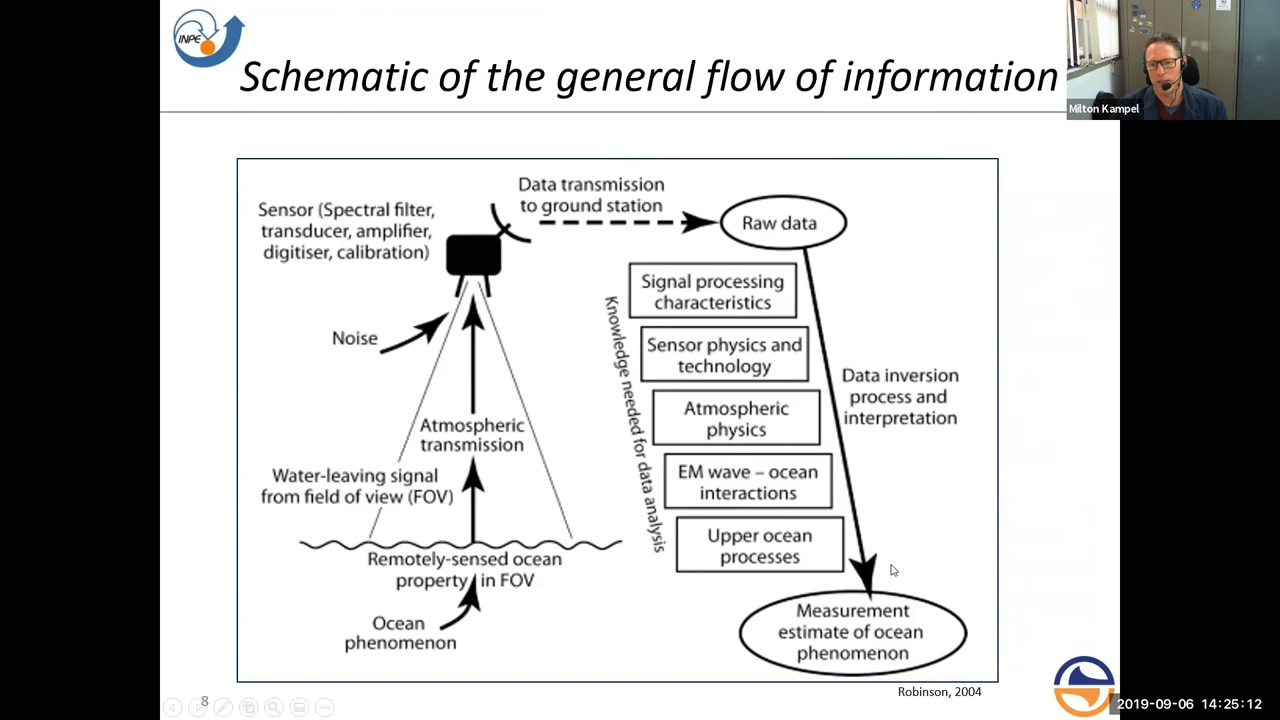 INPE
Schematic of the general flow of information
Milton Kampel
Sensor (Spectral filter,
transducer, amplifier,
digitiser, calibration)
Data transmission
to ground station
Raw data
Noise
Atmospheric
transmission
Water-leaving signal
from field of view (FOV)
Remotely-sensed ocean
property in FOV
Ocean
phenomenon
Knowledge needed for data analysis
Signal processing
characteristics
Sensor physics and
technology
Atmospheric
physics
EM wave – ocean
interactions
Upper ocean
processes
Data inversion
process and
interpretation
Measurement
estimate of ocean
phenomenon
Robinson, 2004
8
2019-09-06 14:25:12